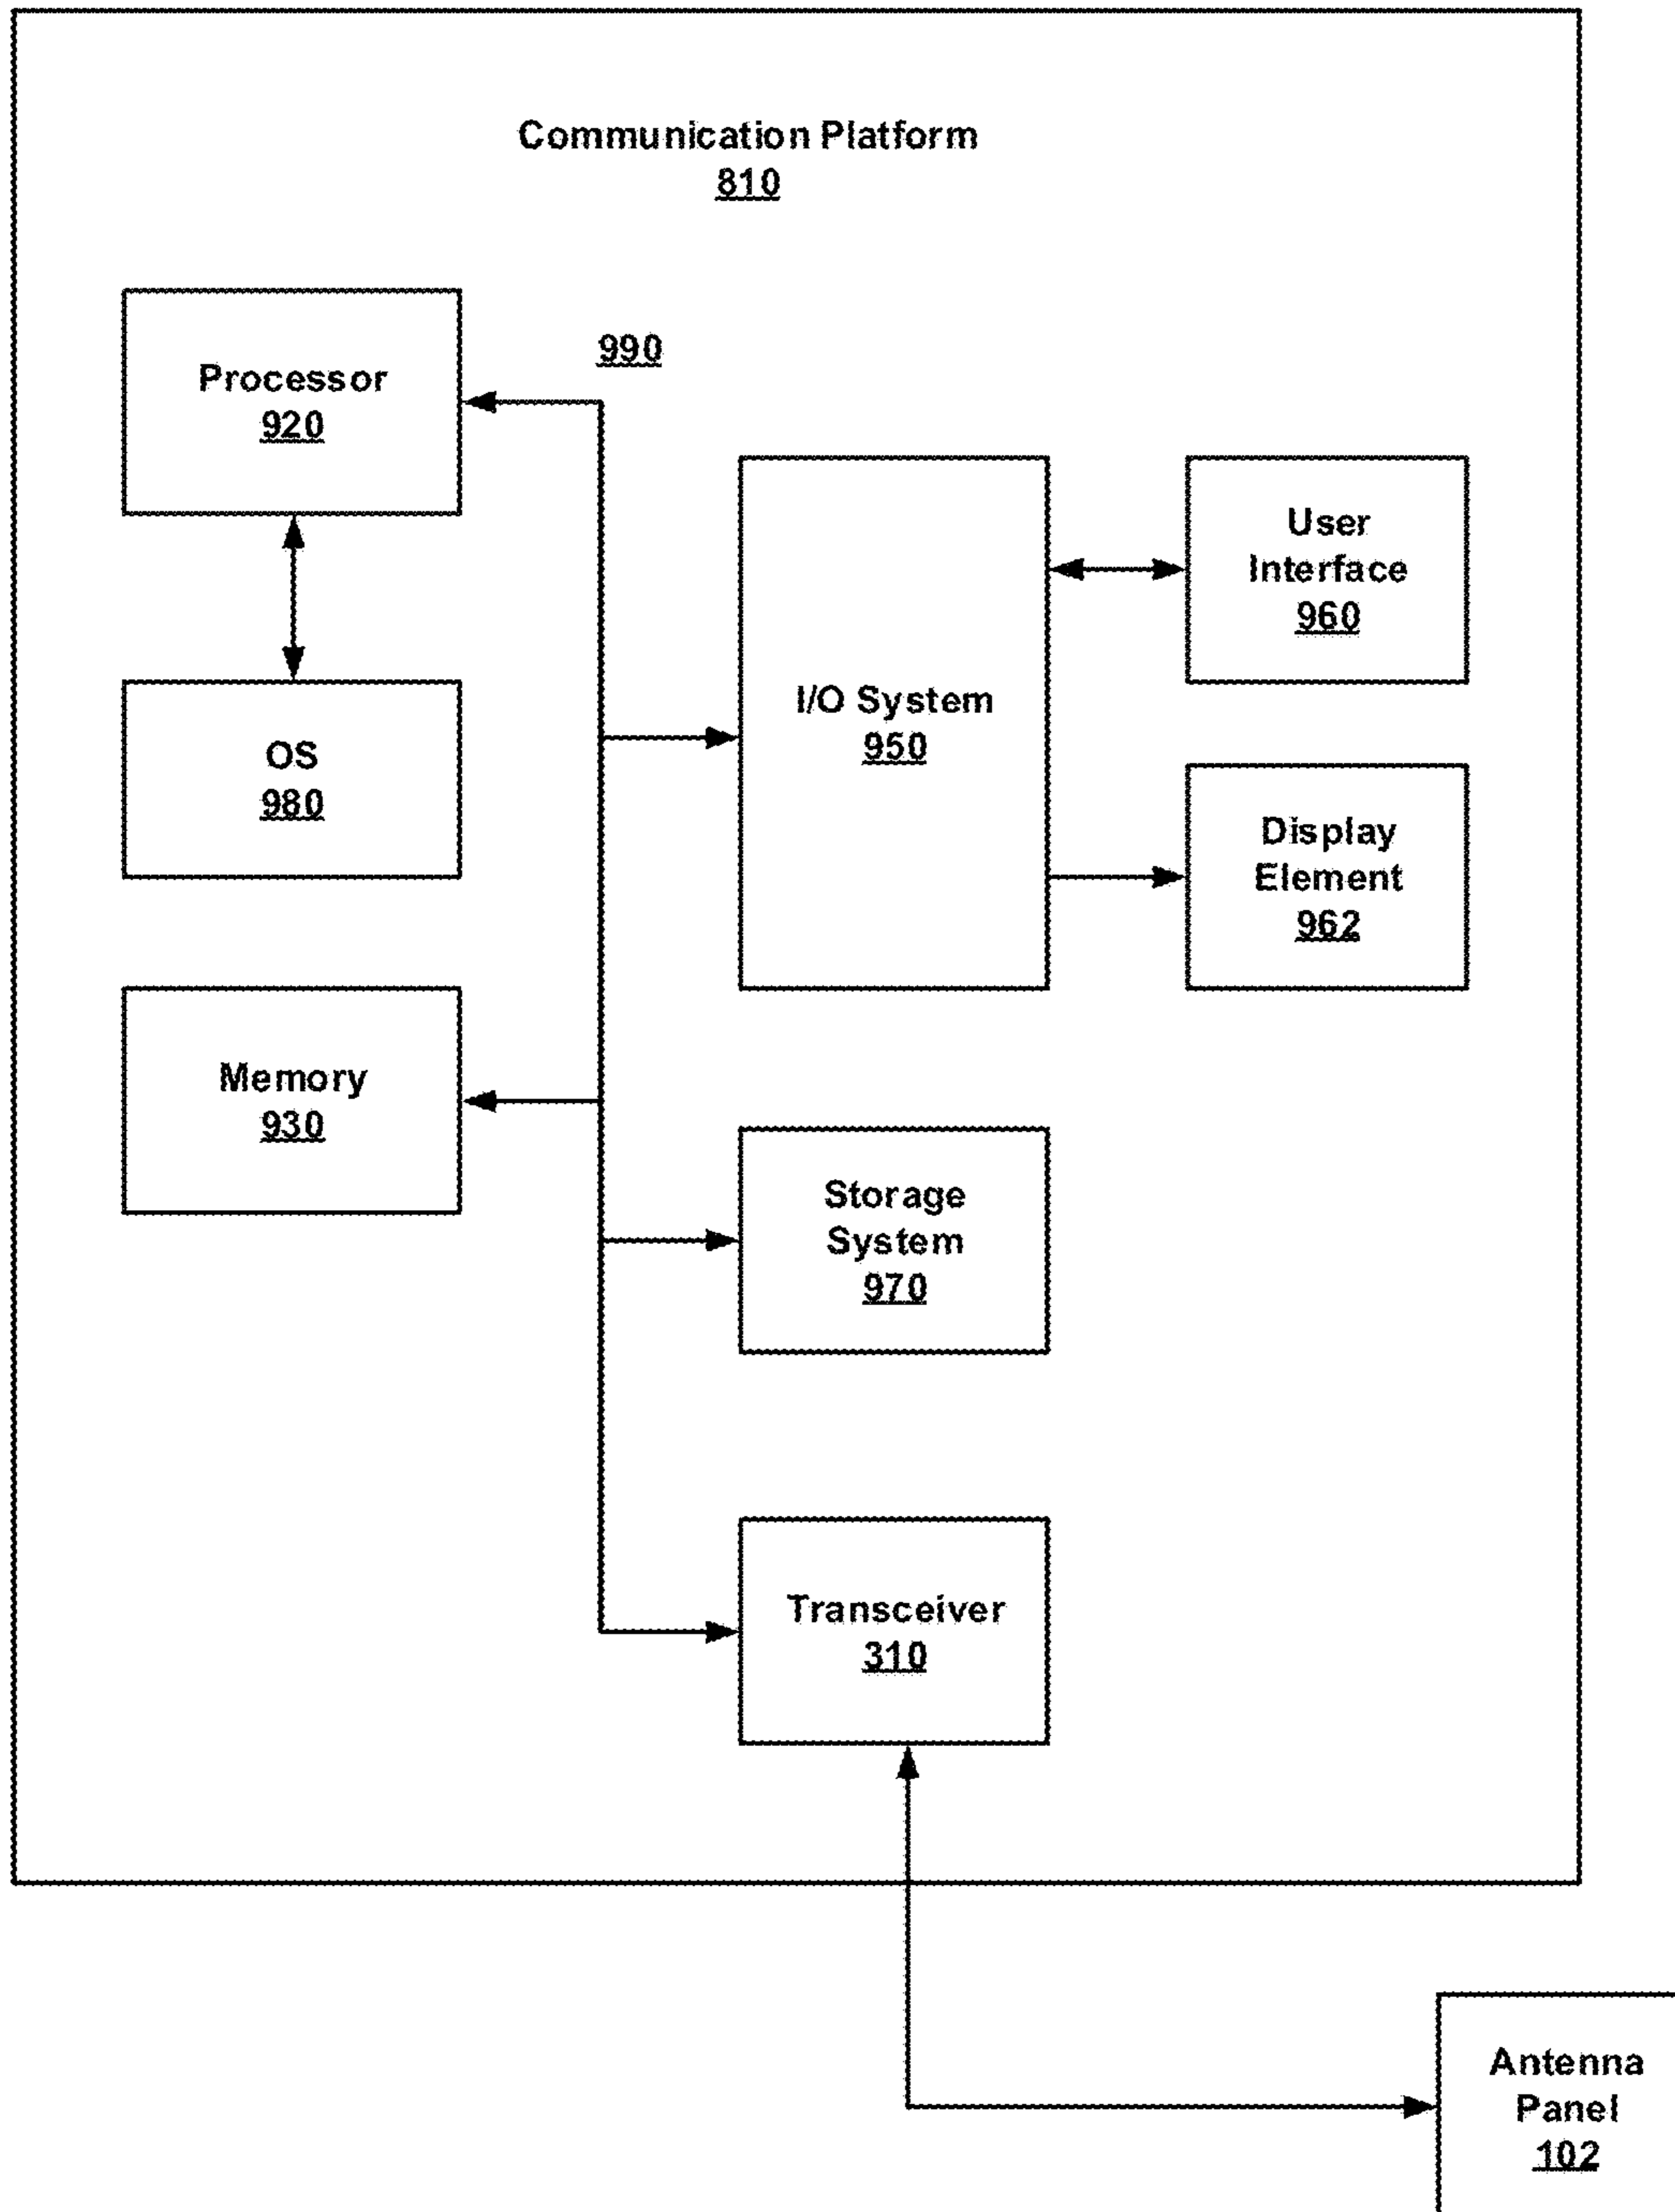 Communication Platform
810
Processor
920
990
User
Interface
960
I/O System
950
OS
980
Display
Element
962
Memory
930
Storage
System
970
Transceiver
310
Antenna
Panel
102